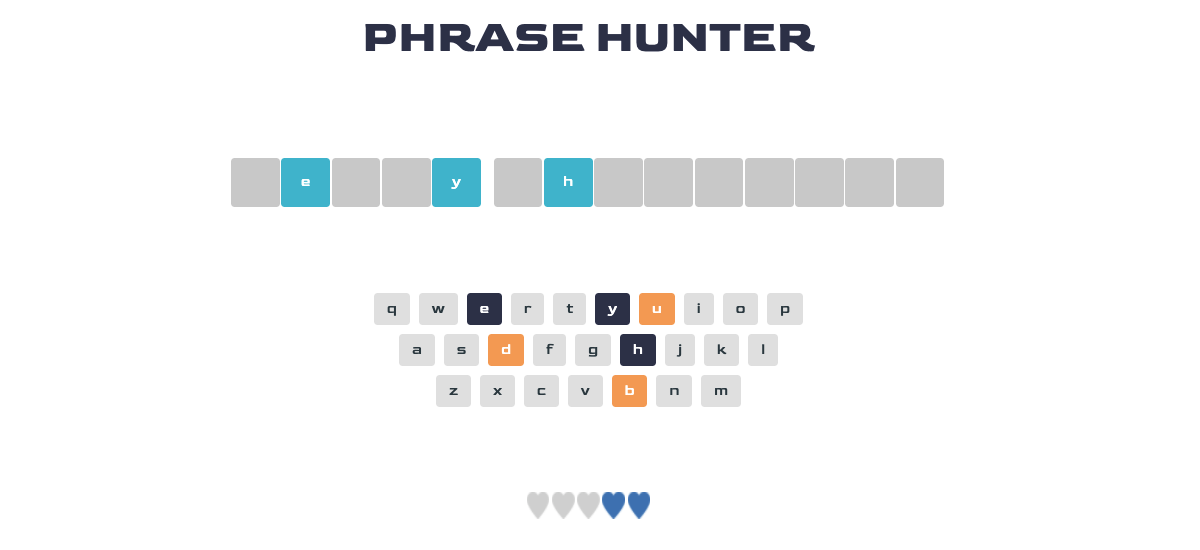 PHRASE HUNTER
e y h
q w e r t y u i o p
a s d f g h j k l
z x c v b n m